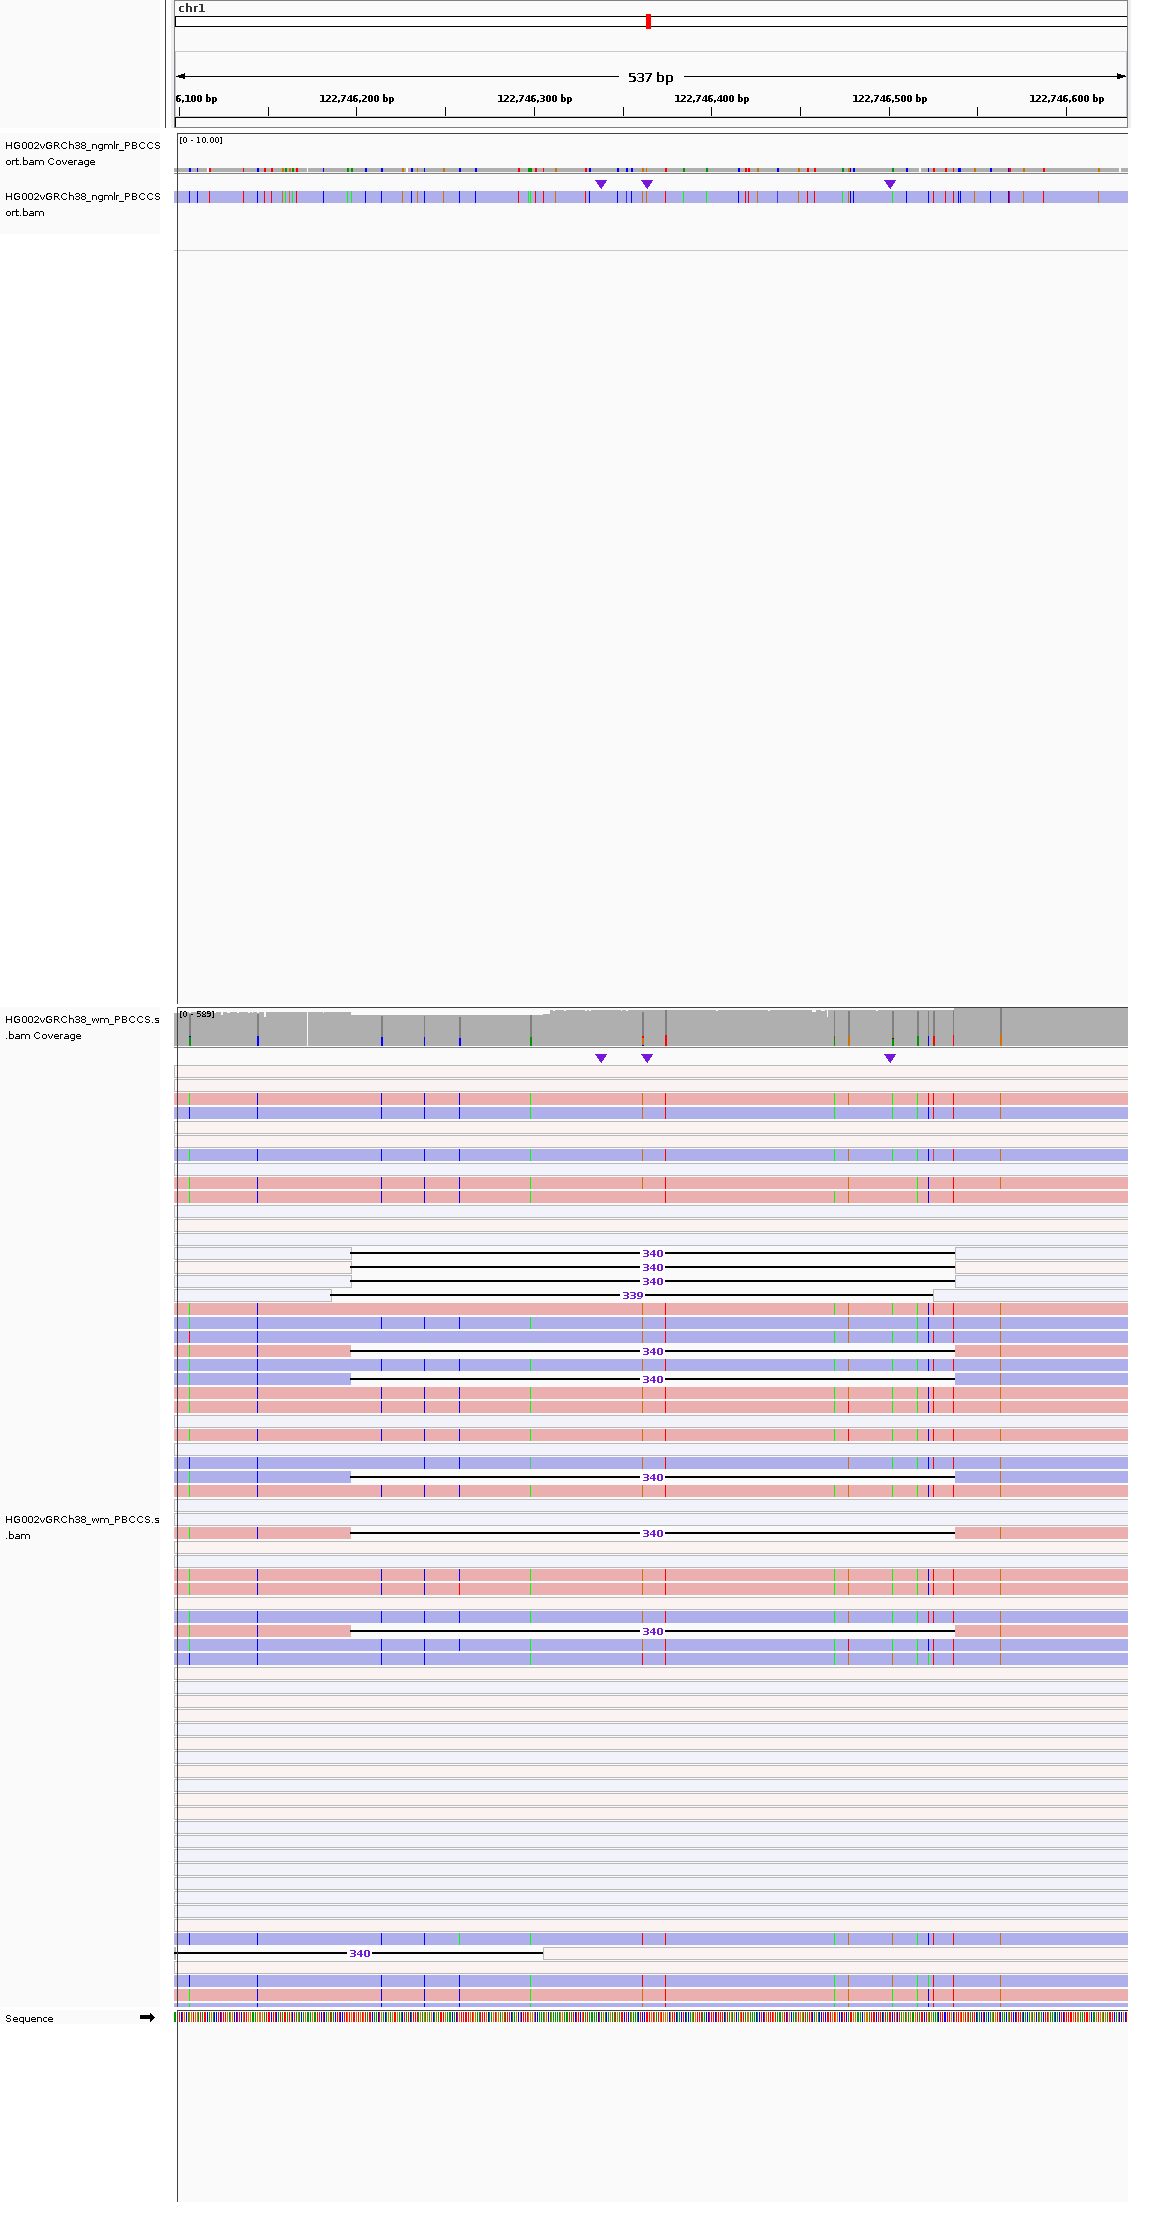 chr1
537 bp
6,100 bp 122,746,200 bp 122,746,300 bp 122,746,400 bp 122,746,500 bp 122,746,600 bp
[0 - 10.00]
HG002vGRCh38_ngmlr_PBCCS
ort.bam Coverage
HG002vGRCh38_ngmlr_PBCCS
ort.bam
[0 - 589]
HG002vGRCh38_wm_PBCCS.s
.bam Coverage
340
340
340
339
340
340
340
HG002vGRCh38_wm_PBCCS.s
.bam
340
340
340
Sequence